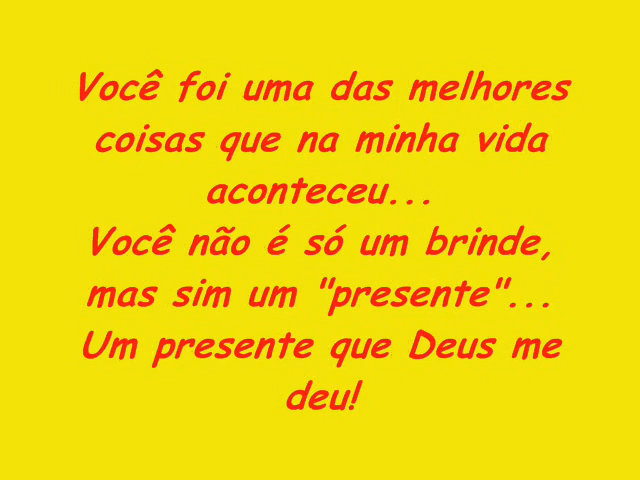 Você foi uma das melhores
coisas que na minha vida
aconteceu...
Você não é só um brinde,
mas sim um "presente"...
Um presente que Deus me
deu!